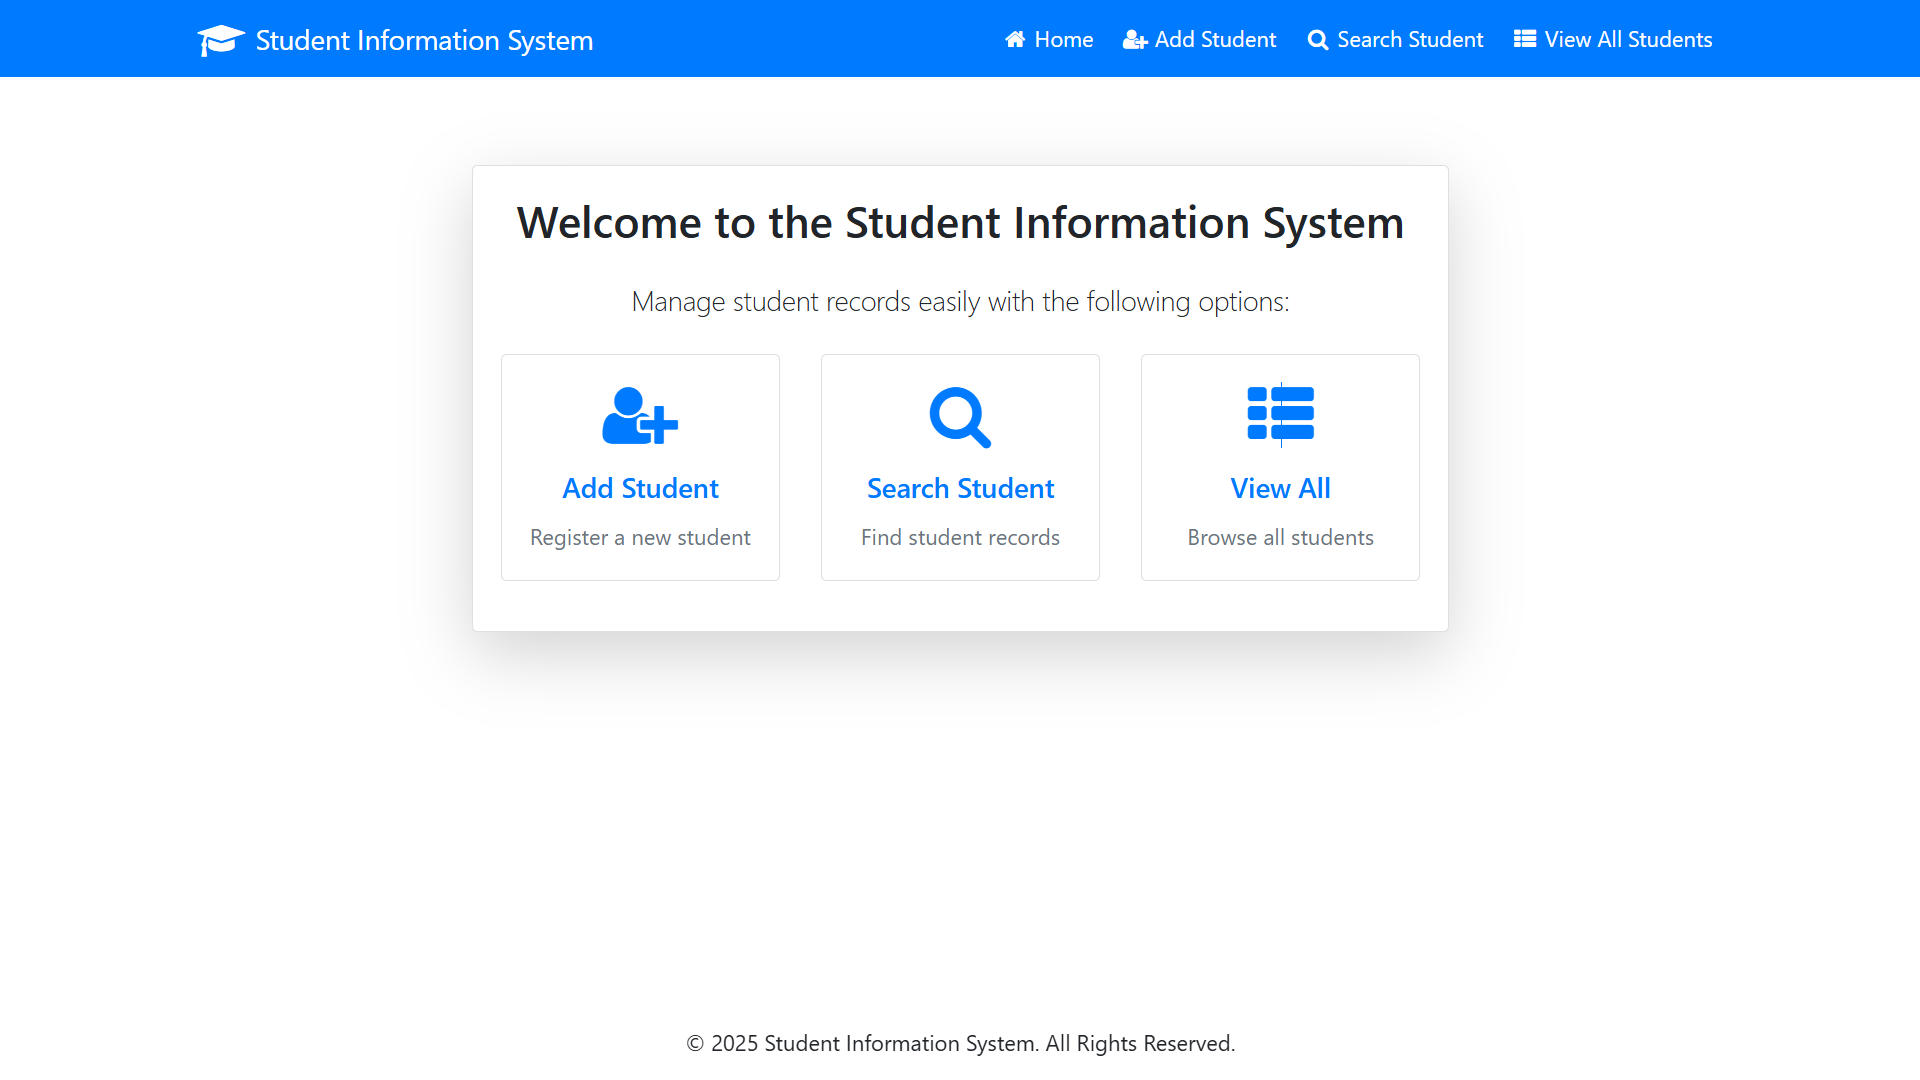 Student Information System
Home
Add Student
Search Student
View All Students
Welcome to the Student Information System
Manage student records easily with the following options:
Add Student
Register a new student
Search Student
Find student records
View All
Browse all students
© 2025 Student Information System. All Rights Reserved.